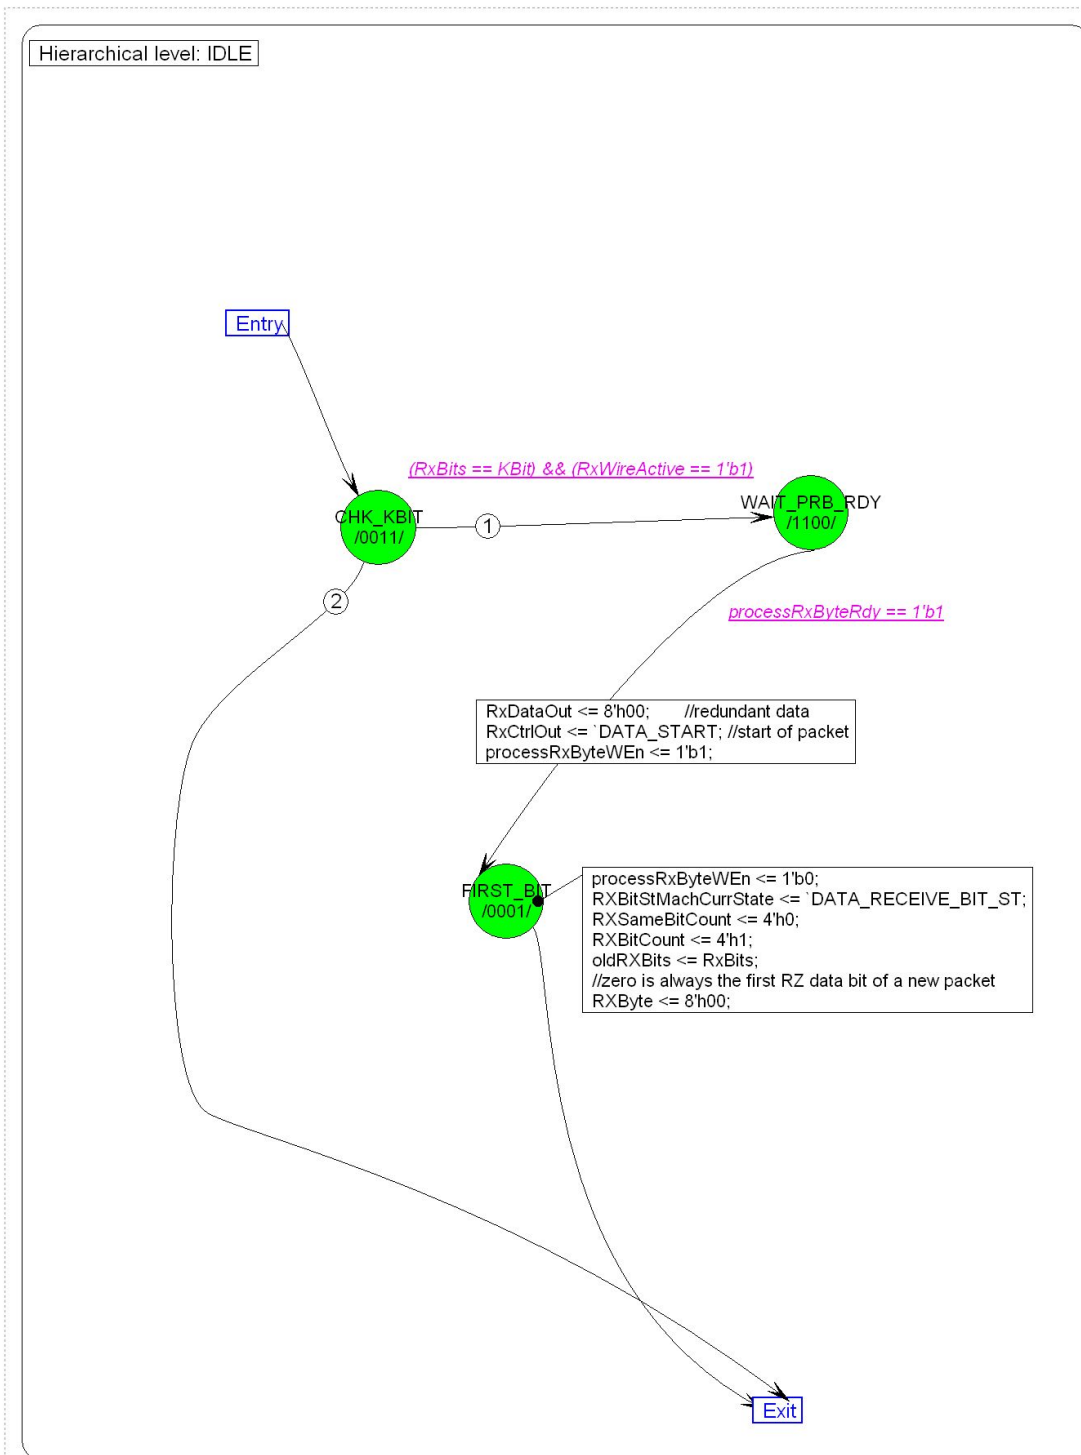 Hierarchical level: IDLE
Entry
(RxBits == KBit) && (RxWireActive == 1'b1)
CHK_KBIT
/0011/
1
WAIT_PRB_RDY
/1100/
2
processRxByteRdy == 1'b1
RxDataOut <= 8'h00; //redundant data
RxCtrlOut <= `DATA_START; //start of packet
processRxByteWEn <= 1'b1;
FIRST_BIT
/0001/
processRxByteWEn <= 1'b0;
RXBitStMachCurrState <= `DATA_RECEIVE_BIT_ST;
RXSameBitCount <= 4'h0;
RXBitCount <= 4'h1;
oldRXBits <= RxBits;
//zero is always the first RZ data bit of a new packet
RXByte <= 8'h00;
Exit